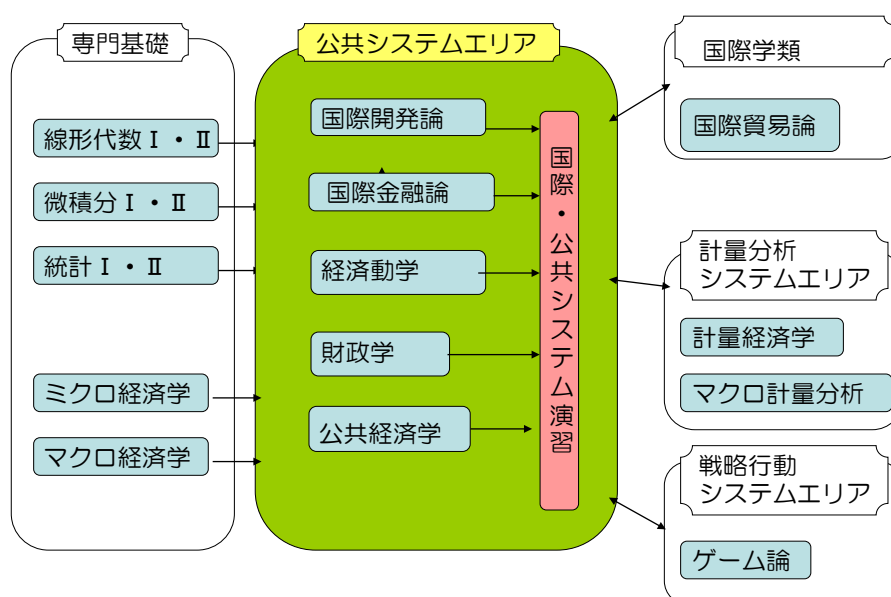 専門基礎
線形代数Ⅰ・Ⅱ
微積分Ⅰ・Ⅱ
統計Ⅰ・Ⅱ
ミクロ経済学
マクロ経済学
公共システムエリア
国際開発論
国際金融論
経済動学
財政学
公共経済学
国際・公共システム演習
国際学類
国際貿易論
計量分析
システムエリア
計量経済学
マクロ計量分析
戦略行動
システムエリア
ゲーム論